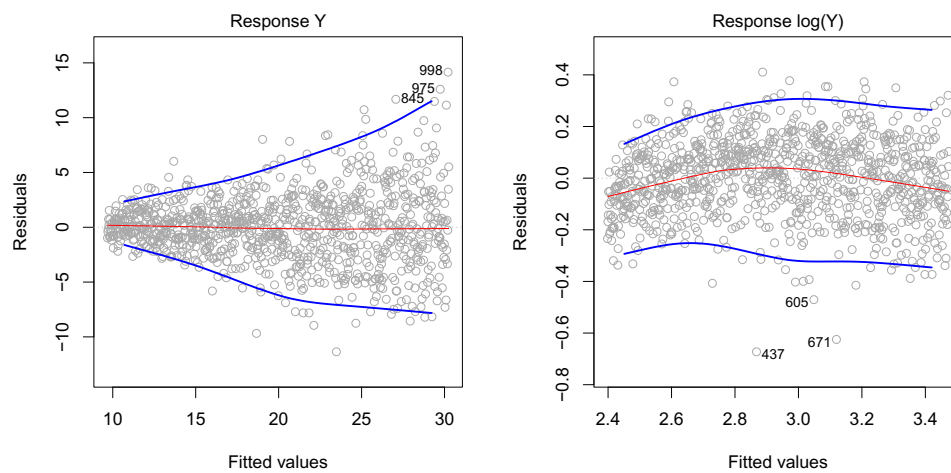 Response Y
Residuals
15
10
5
0
−5
−10
998
975
845
10 15 20 25 30
Fitted values
Response log(Y)
Residuals
0.4
0.2
0.0
−0.2
−0.4
−0.6
−0.8
605
671
437
2.4 2.6 2.8 3.0 3.2 3.4
Fitted values